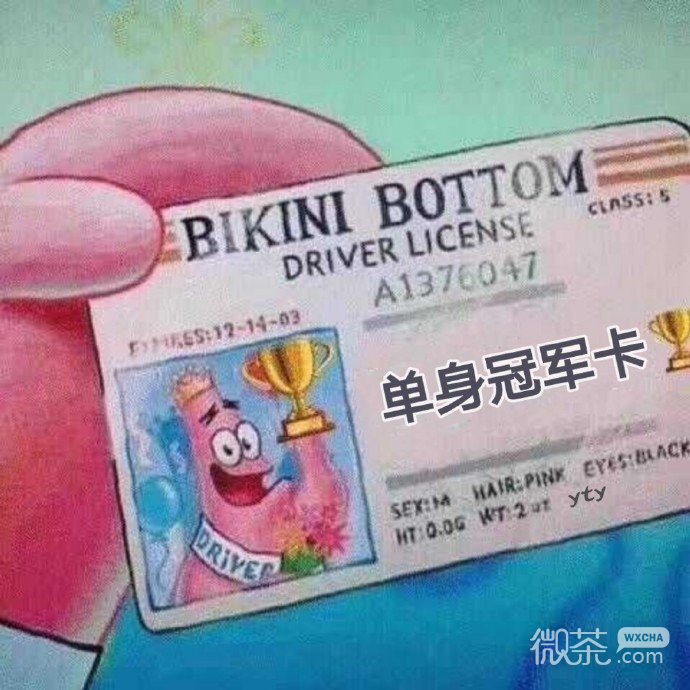 BIKINI BOTTOM
DRIVER LICENSE
CLASS: 5
A1376047
EXPIRES:12-14-03
单身冠军卡
DRIVER
SEX:M HAIR:PINK EYES:BLACK
HT:0.0G WT:2 oz
yty
微茶 WXCHA .com